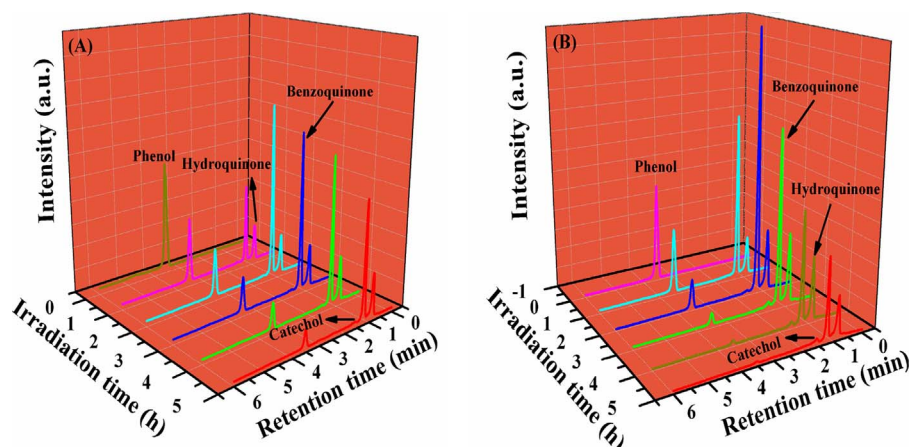 (A)
Intensity (a.u.)
Benzoquinone
Phenol
Hydroquinone
Catechol
0
1
2
3
4
5
Irradiation time (h)
6
5
4
3
2
1
0
Retention time (min)
(B)
Intensity (a.u.)
Benzoquinone
Phenol
Hydroquinone
Catechol
-1
0
1
2
3
4
5
Irradiation time (h)
6
5
4
3
2
1
0
Retention time (min)